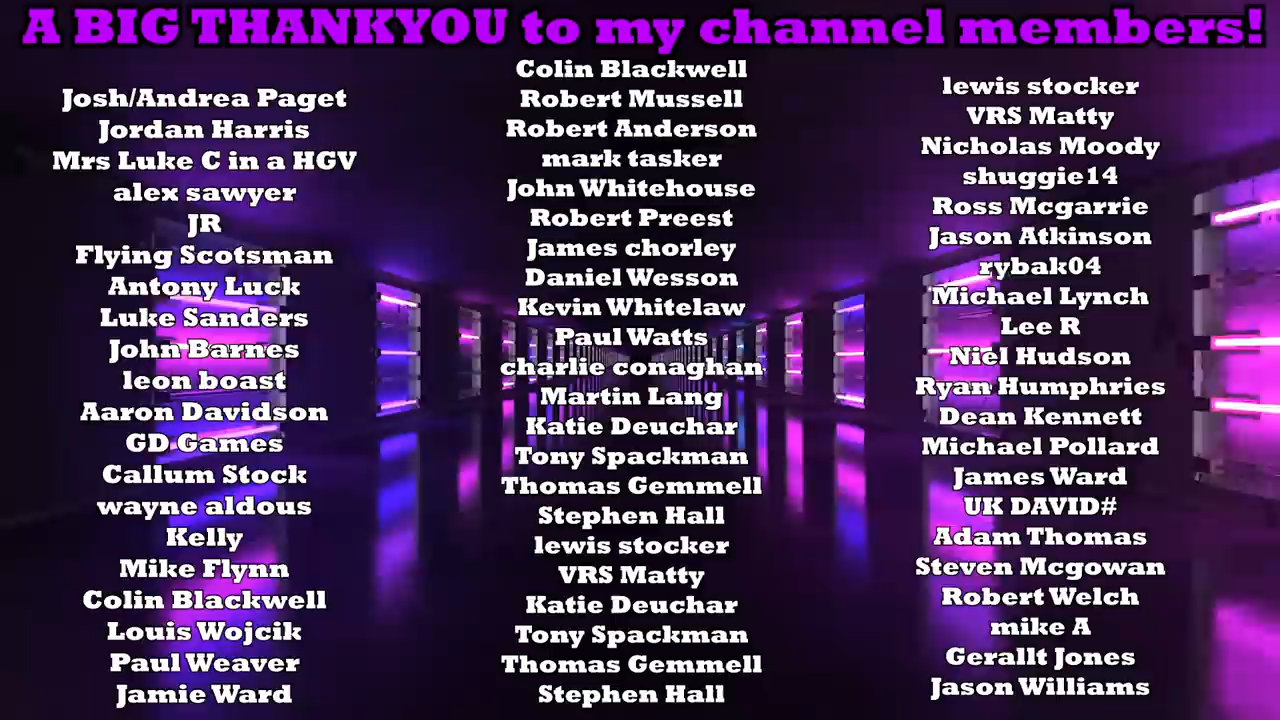 A BIG THANKYOU to my channel members!
Josh/Andrea Paget
Jordan Harris
Mrs Luke C in a HGV
alex sawyer
JR
Flying Scotsman
Antony Luck
Luke Sanders
John Barnes
leon boast
Aaron Davidson
GD Games
Callum Stock
wayne aldous
Kelly
Mike Flynn
Colin Blackwell
Louis Wojcik
Paul Weaver
Jamie Ward
Colin Blackwell
Robert Mussell
Robert Anderson
mark tasker
John Whitehouse
Robert Preest
James chorley
Daniel Wesson
Kevin Whitelaw
Paul Watts
charlie conaghan
Martin Lang
Katie Deuchar
Tony Spackman
Thomas Gemmell
Stephen Hall
lewis stocker
VRS Matty
Katie Deuchar
Tony Spackman
Thomas Gemmell
Stephen Hall
lewis stocker
VRS Matty
Nicholas Moody
shuggie14
Ross Mcgarrie
Jason Atkinson
rybak04
Michael Lynch
Lee R
Niel Hudson
Ryan Humphries
Dean Kennett
Michael Pollard
James Ward
UK DAVID#
Adam Thomas
Steven Mcgowan
Robert Welch
mike A
Gerallt Jones
Jason Williams